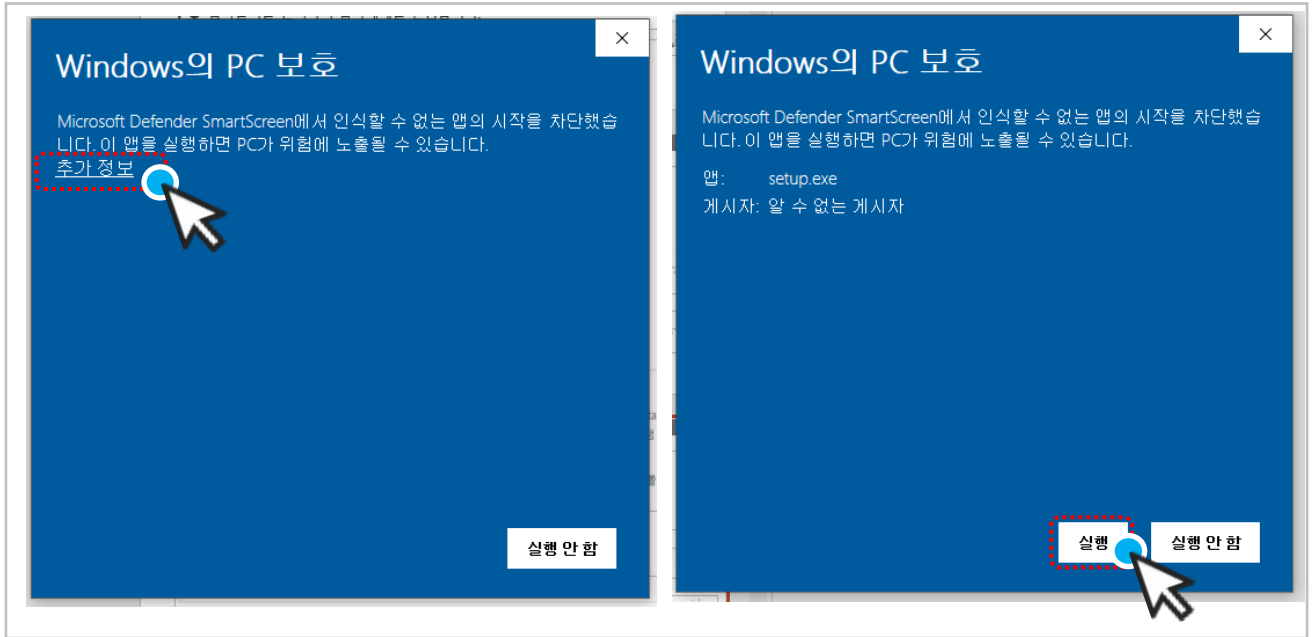 Windows의 PC 보호
Microsoft Defender SmartScreen에서 인식할 수 없는 앱의 시작을 차단했습
니다. 이 앱을 실행하면 PC가 위험에 노출될 수 있습니다.
추가 정보
실행 안 함
Windows의 PC 보호
Microsoft Defender SmartScreen에서 인식할 수 없는 앱의 시작을 차단했습
니다. 이 앱을 실행하면 PC가 위험에 노출될 수 있습니다.
앱: setup.exe
게시자: 알 수 없는 게시자
실행 실행 안 함